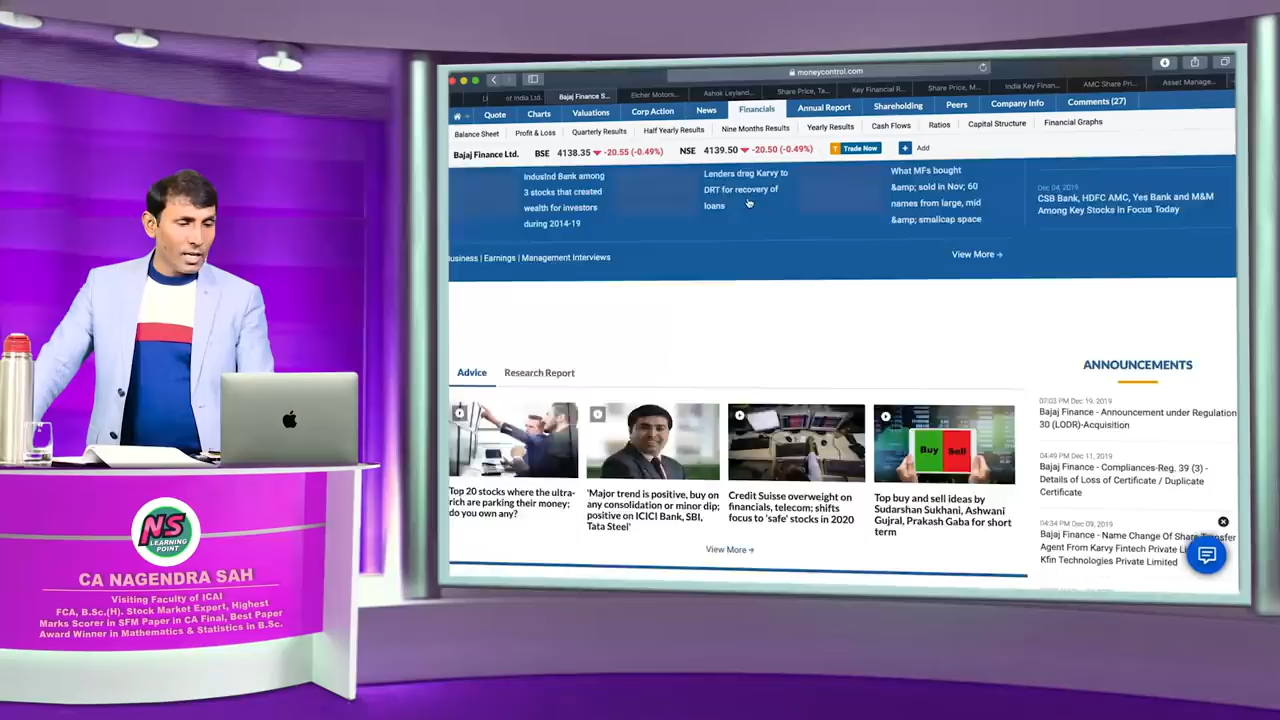 moneycontrol.com
of India Ltd.
Bajaj Finance S...
Eicher Motors...
Ashok Leyland...
Share Price, Ta...
Key Financial R...
Share Price, M...
India Key Finan...
AMC Share Pri...
Asset Manage...
Quote
Charts
Valuations
Corp Action
News
Financials
Annual Report
Shareholding
Peers
Company Info
Comments (27)
Balance Sheet
Profit & Loss
Quarterly Results
Half Yearly Results
Nine Months Results
Yearly Results
Cash Flows
Ratios
Capital Structure
Financial Graphs
Bajaj Finance Ltd.
BSE 4138.35 -20.55 (-0.49%)
NSE 4139.50 -20.50 (-0.49%)
T Trade Now
+ Add
IndusInd Bank among
3 stocks that created
wealth for investors
during 2014-19
Lenders drag Karvy to
DRT for recovery of
loans
What MFs bought
&amp; sold in Nov; 60
names from large, mid
&amp; smallcap space
Dec 04, 2019
CSB Bank, HDFC AMC, Yes Bank and M&M
Among Key Stocks In Focus Today
usiness | Earnings | Management Interviews
View More →
Advice
Research Report
Buy
Sell
Top 20 stocks where the ultra-
rich are parking their money;
do you own any?
'Major trend is positive, buy on
any consolidation or minor dip;
positive on ICICI Bank, SBI,
Tata Steel'
Credit Suisse overweight on
financials, telecom; shifts
focus to 'safe' stocks in 2020
Top buy and sell ideas by
Sudarshan Sukhani, Ashwani
Gujral, Prakash Gaba for short
term
View More →
ANNOUNCEMENTS
07:03 PM Dec 19, 2019
Bajaj Finance - Announcement under Regulation
30 (LODR)-Acquisition
04:49 PM Dec 11, 2019
Bajaj Finance - Compliances-Reg. 39 (3) -
Details of Loss of Certificate / Duplicate
Certificate
04:34 PM Dec 09, 2019
Bajaj Finance - Name Change Of Share Transfer
Agent From Karvy Fintech Private Li
Kfin Technologies Private Limited
NS
LEARNING
POINT
CA NAGENDRA SAH
Visiting Faculty of ICAI
FCA, B.Sc.(H). Stock Market Expert, Highest
Marks Scorer in SFM Paper in CA Final, Best Paper
Award Winner in Mathematics & Statistics in B.Sc.